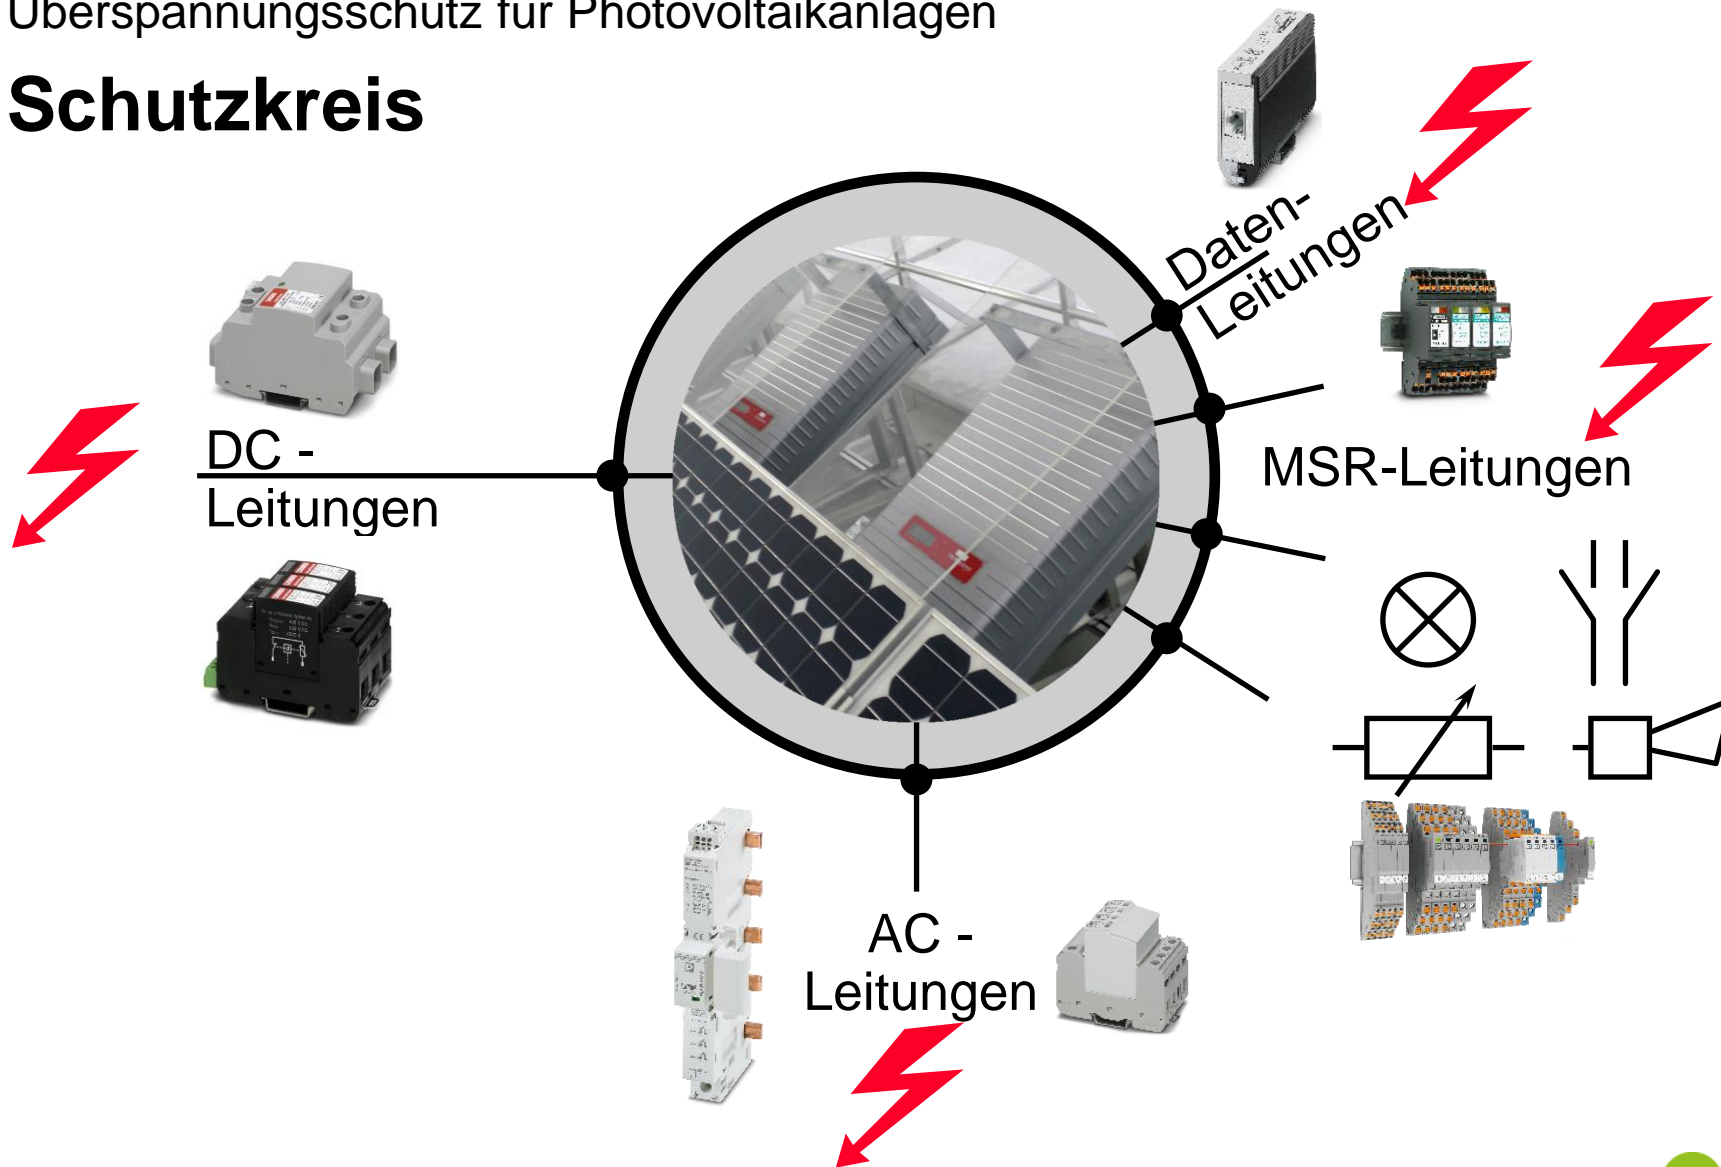 Überspannungsschutz für Photovoltaikanlagen
Schutzkreis
Daten-
Leitungen
DC -
Leitungen
MSR-Leitungen
AC -
Leitungen